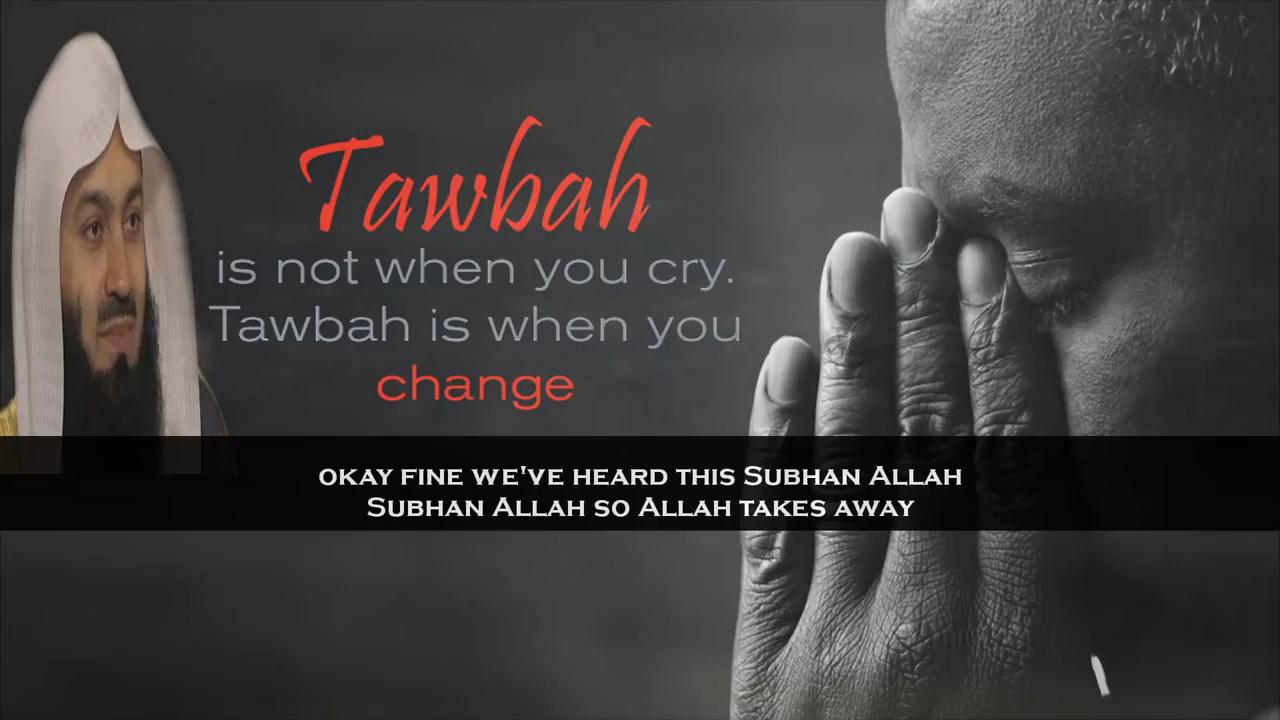 Tawbah
is not when you cry.
Tawbah is when you
change
OKAY FINE WE'VE HEARD THIS SUBHAN ALLAH
SUBHAN ALLAH SO ALLAH TAKES AWAY